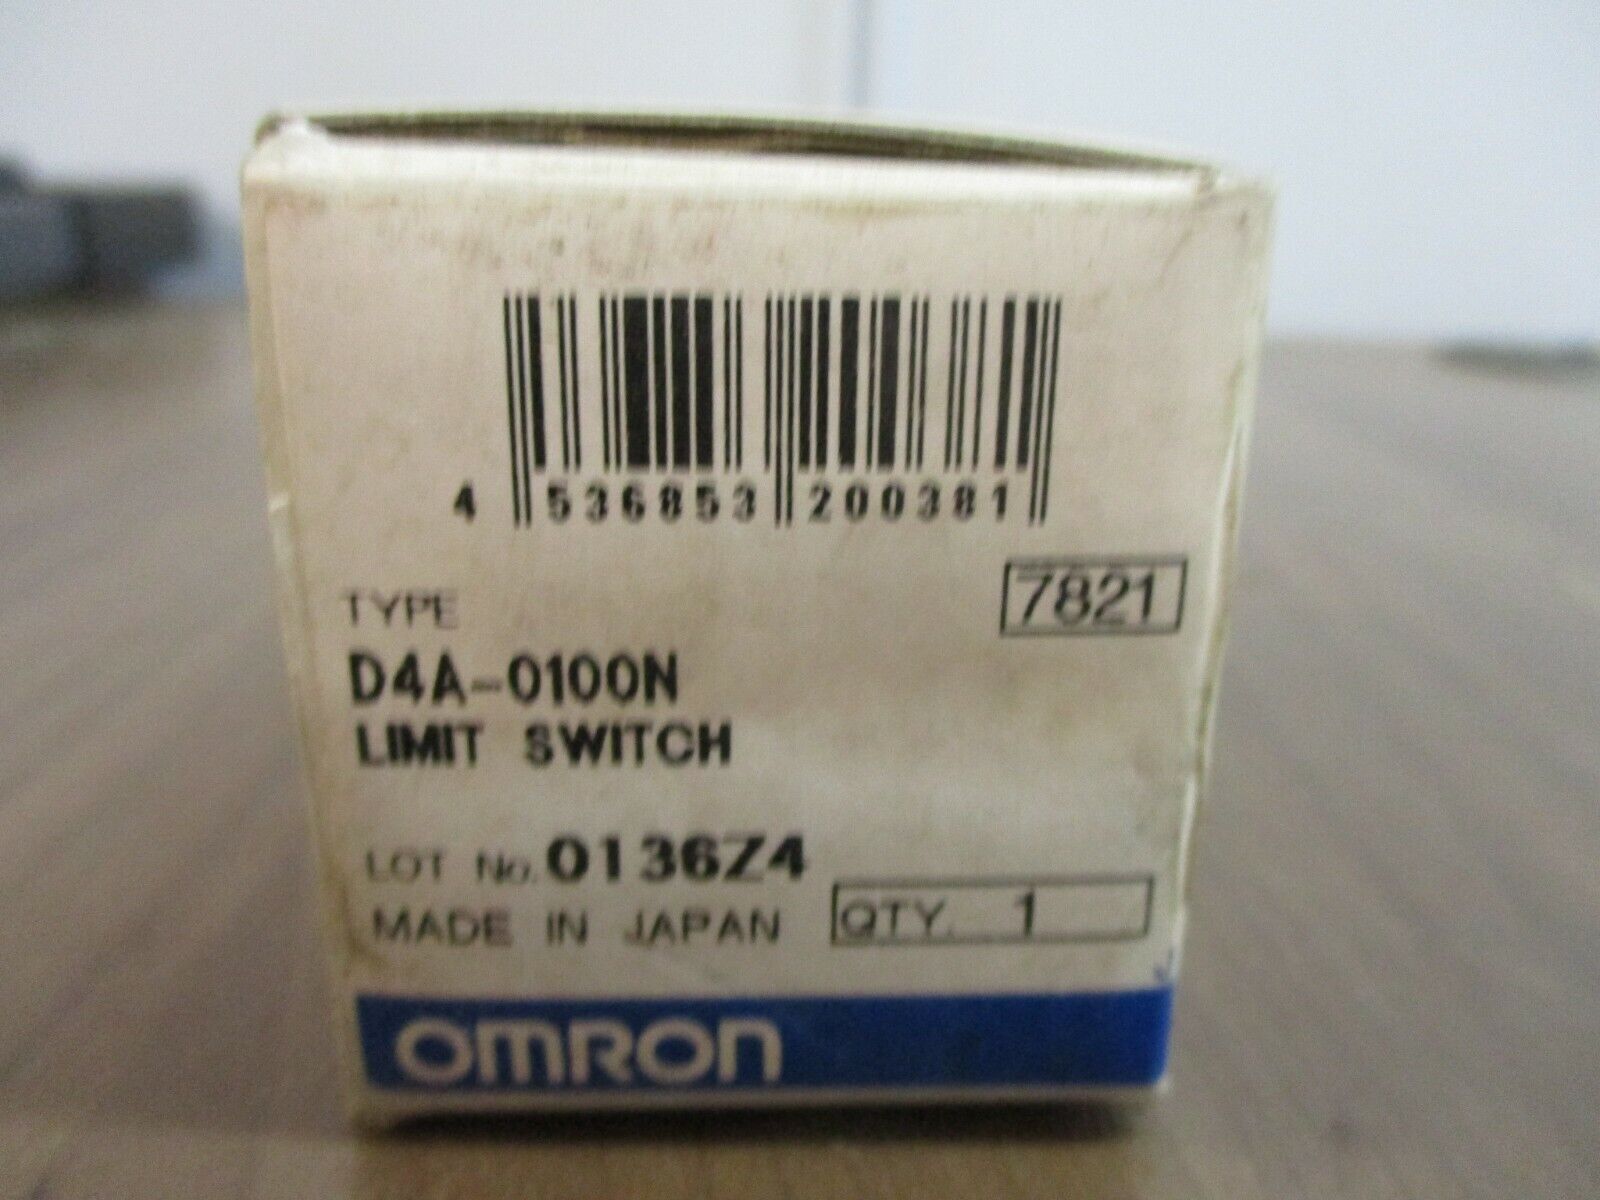 4 536853 200381
TYPE
7821
D4A-0100N
LIMIT SWITCH
LOT No. 0136Z4
MADE IN JAPAN
QTY. 1
OMRON